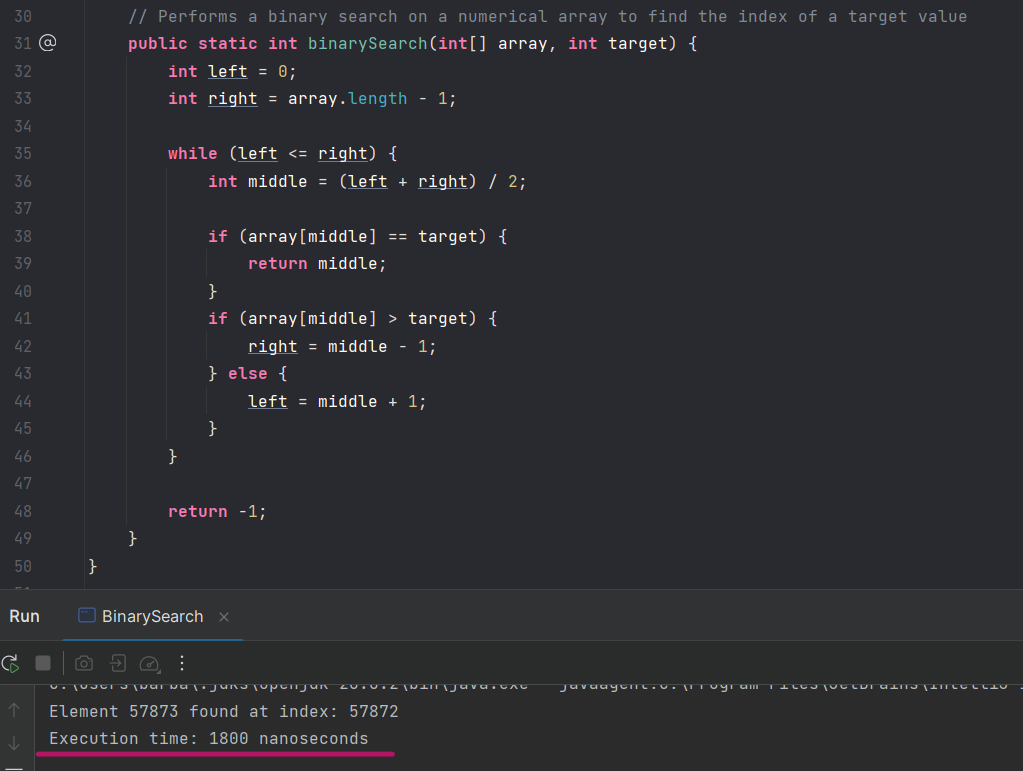 30 // Performs a binary search on a numerical array to find the index of a target value
31 @ public static int binarySearch(int[] array, int target) {
32 int left = 0;
33 int right = array.length - 1;
34
35 while (left <= right) {
36 int middle = (left + right) / 2;
37
38 if (array[middle] == target) {
39 return middle;
40 }
41 if (array[middle] > target) {
42 right = middle - 1;
43 } else {
44 left = middle + 1;
45 }
46 }
47
48 return -1;
49 }
50 }
Run BinarySearch ×
Element 57873 found at index: 57872
Execution time: 1800 nanoseconds